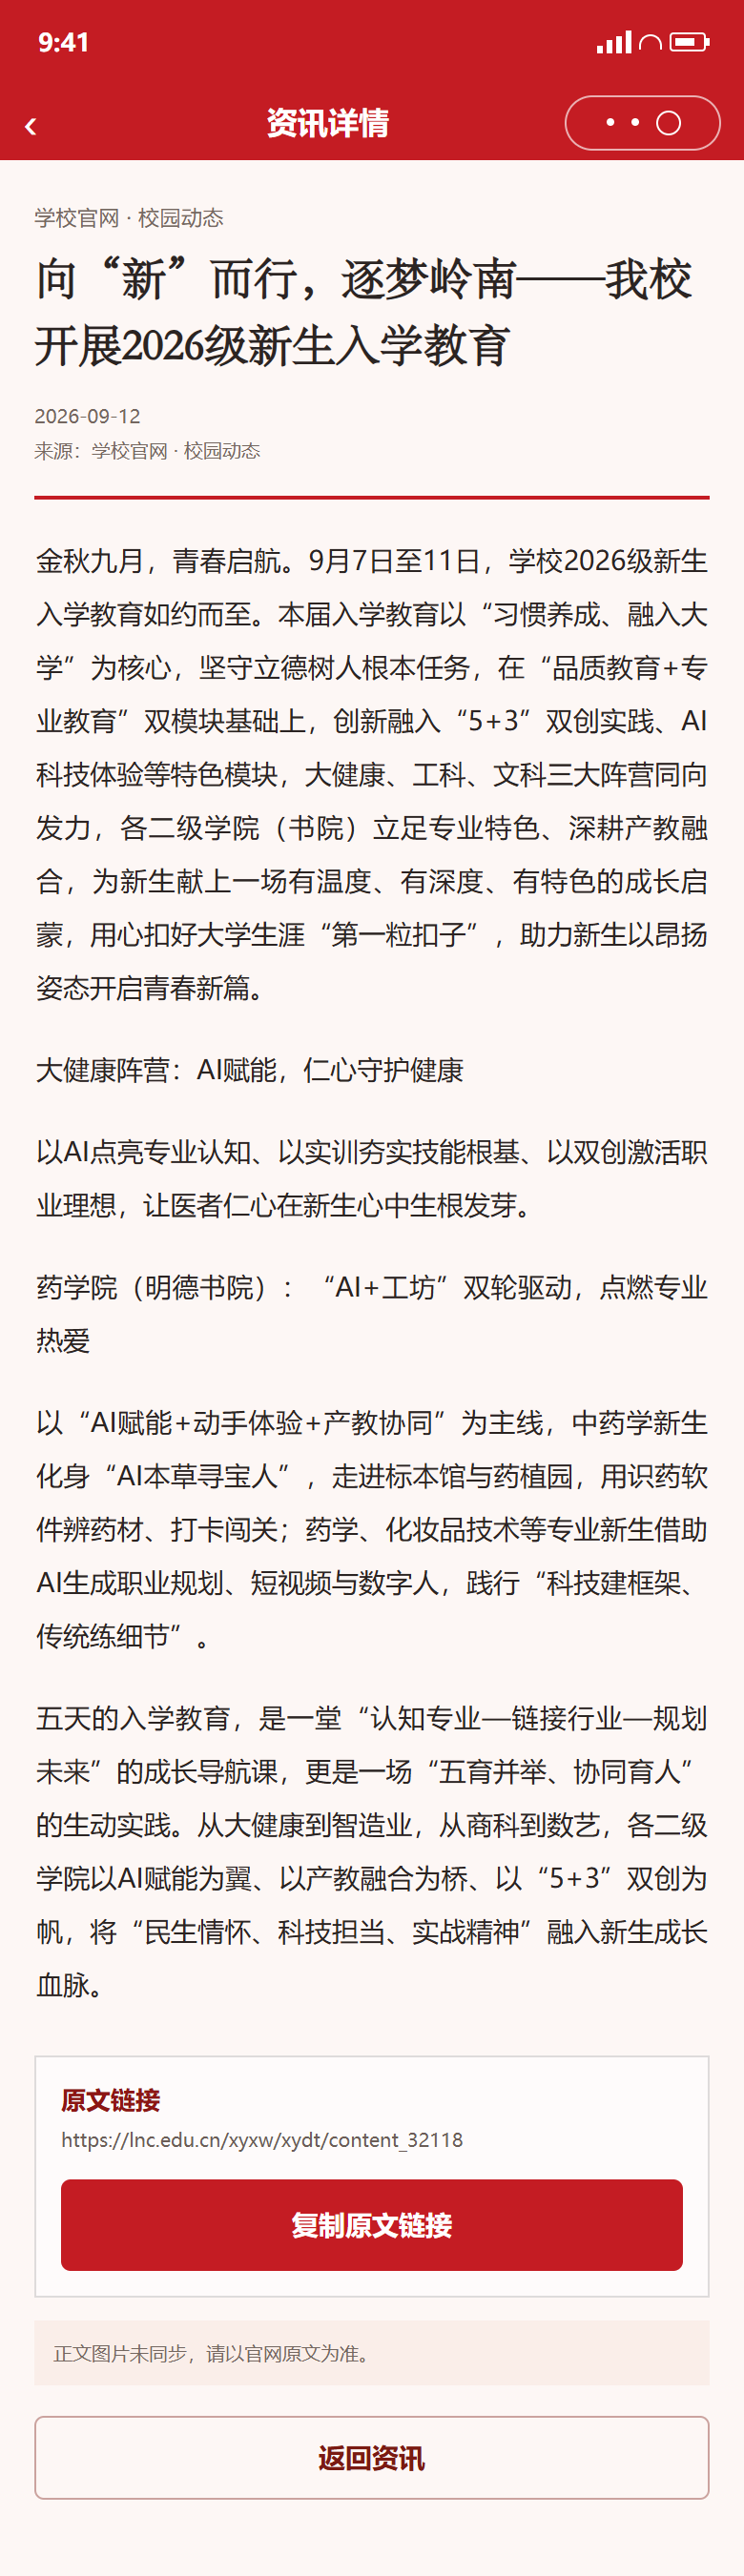 9:41
‹ 资讯详情
学校官网 · 校园动态
向“新”而行，逐梦岭南——我校
开展2026级新生入学教育
2026-09-12
来源：学校官网 · 校园动态
金秋九月，青春启航。9月7日至11日，学校2026级新生
入学教育如约而至。本届入学教育以“习惯养成、融入大
学”为核心，坚守立德树人根本任务，在“品质教育+专
业教育”双模块基础上，创新融入“5+3”双创实践、AI
科技体验等特色模块，大健康、工科、文科三大阵营同向
发力，各二级学院（书院）立足专业特色、深耕产教融
合，为新生献上一场有温度、有深度、有特色的成长启
蒙，用心扣好大学生涯“第一粒扣子”，助力新生以昂扬
姿态开启青春新篇。
大健康阵营：AI赋能，仁心守护健康
以AI点亮专业认知、以实训夯实技能根基、以双创激活职
业理想，让医者仁心在新生心中生根发芽。
药学院（明德书院）：“AI+工坊”双轮驱动，点燃专业
热爱
以“AI赋能+动手体验+产教协同”为主线，中药学新生
化身“AI本草寻宝人”，走进标本馆与药植园，用识药软
件辨药材、打卡闯关；药学、化妆品技术等专业新生借助
AI生成职业规划、短视频与数字人，践行“科技建框架、
传统练细节”。
五天的入学教育，是一堂“认知专业—链接行业—规划
未来”的成长导航课，更是一场“五育并举、协同育人”
的生动实践。从大健康到智造业，从商科到数艺，各二级
学院以AI赋能为翼、以产教融合为桥、以“5+3”双创为
帆，将“民生情怀、科技担当、实战精神”融入新生成长
血脉。
原文链接
https://lnc.edu.cn/xyxw/xydt/content_32118
复制原文链接
正文图片未同步，请以官网原文为准。
返回资讯